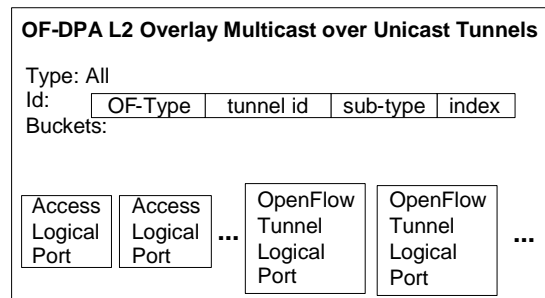 OF-DPA L2 Overlay Multicast over Unicast Tunnels
Type: All
Id: OF-Type tunnel id sub-type index
Buckets:
Access Access ... OpenFlow OpenFlow ...
Logical Logical Tunnel Tunnel
Port Port Logical Logical
Port Port